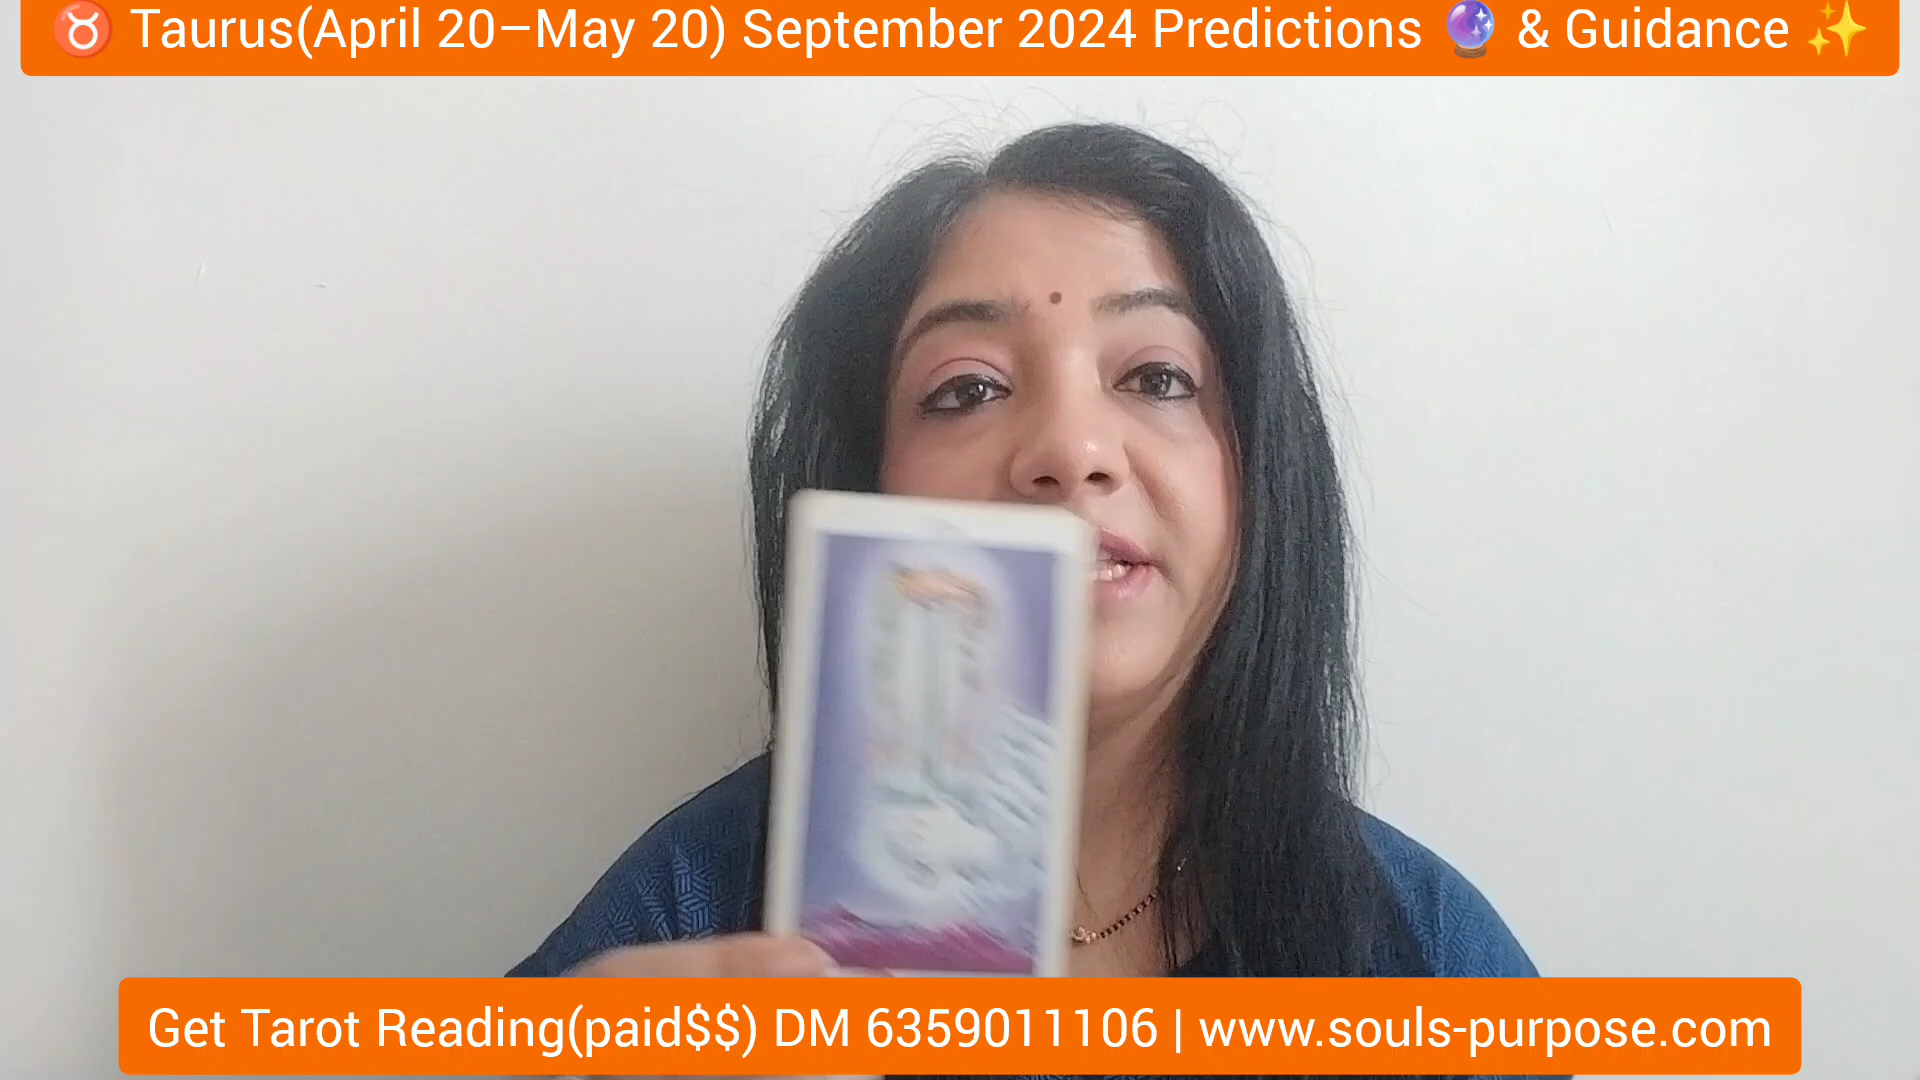 ♉ Taurus(April 20–May 20) September 2024 Predictions 🔮 & Guidance ✨
Get Tarot Reading(paid$$) DM 6359011106 | www.souls-purpose.com